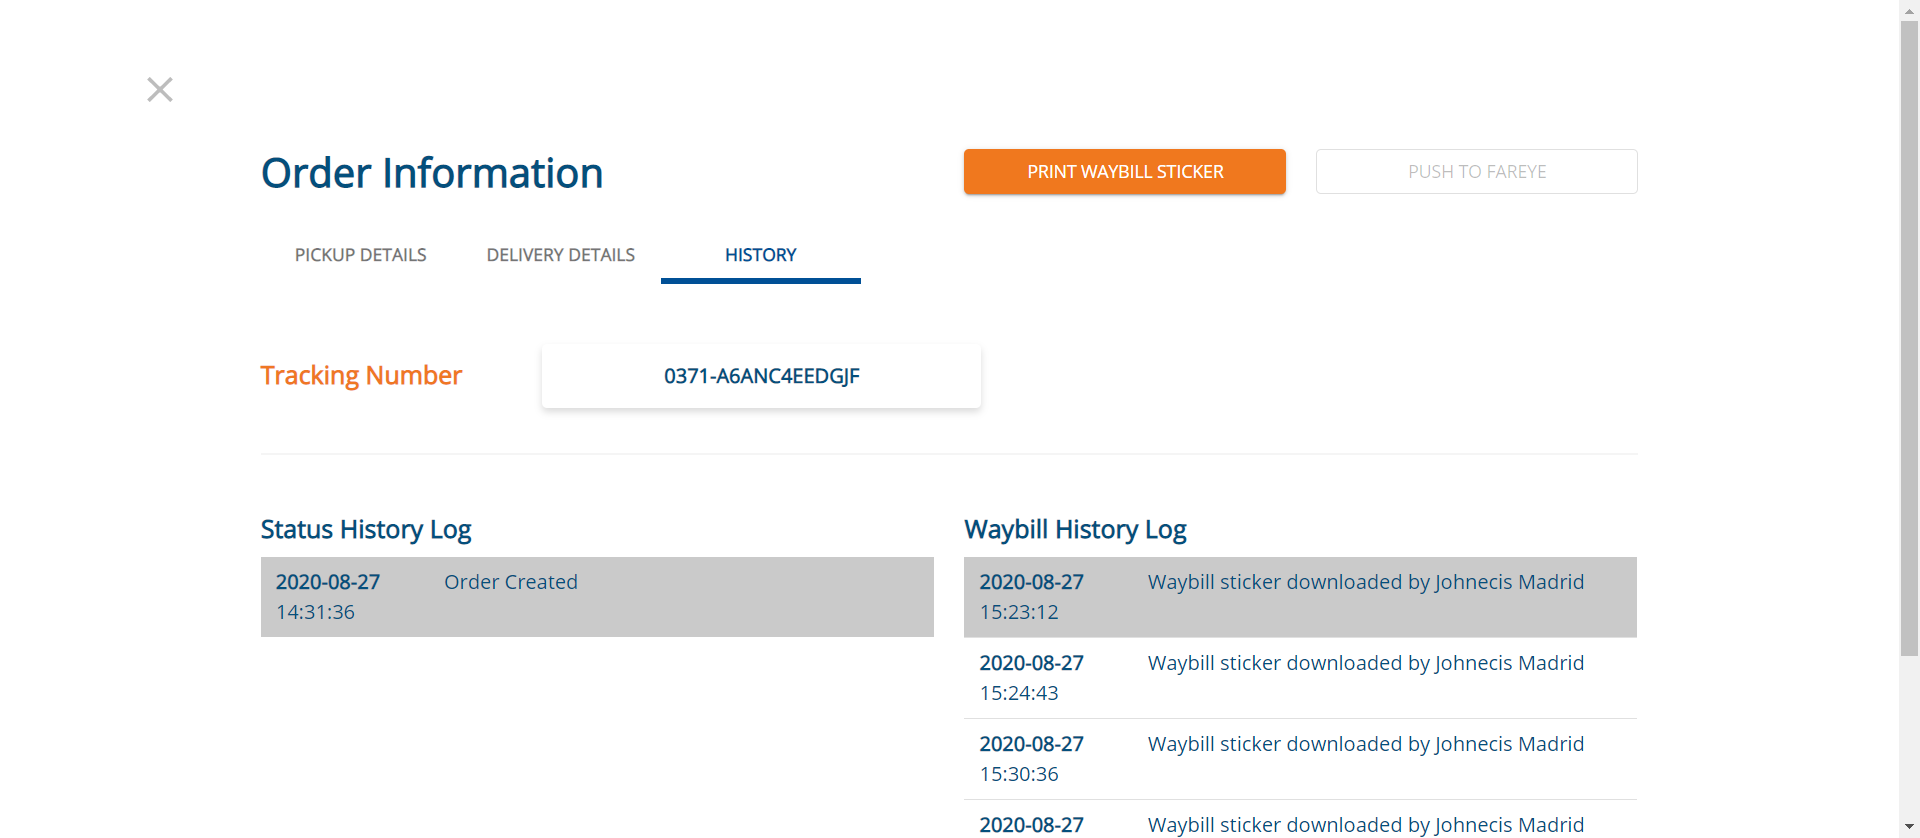 Order Information
PRINT WAYBILL STICKER
PUSH TO FAREYE
PICKUP DETAILS
DELIVERY DETAILS
HISTORY
Tracking Number
0371-A6ANC4EEDGJF
Status History Log
2020-08-27 Order Created
14:31:36
Waybill History Log
2020-08-27 Waybill sticker downloaded by Johnecis Madrid
15:23:12
2020-08-27 Waybill sticker downloaded by Johnecis Madrid
15:24:43
2020-08-27 Waybill sticker downloaded by Johnecis Madrid
15:30:36
2020-08-27 Waybill sticker downloaded by Johnecis Madrid